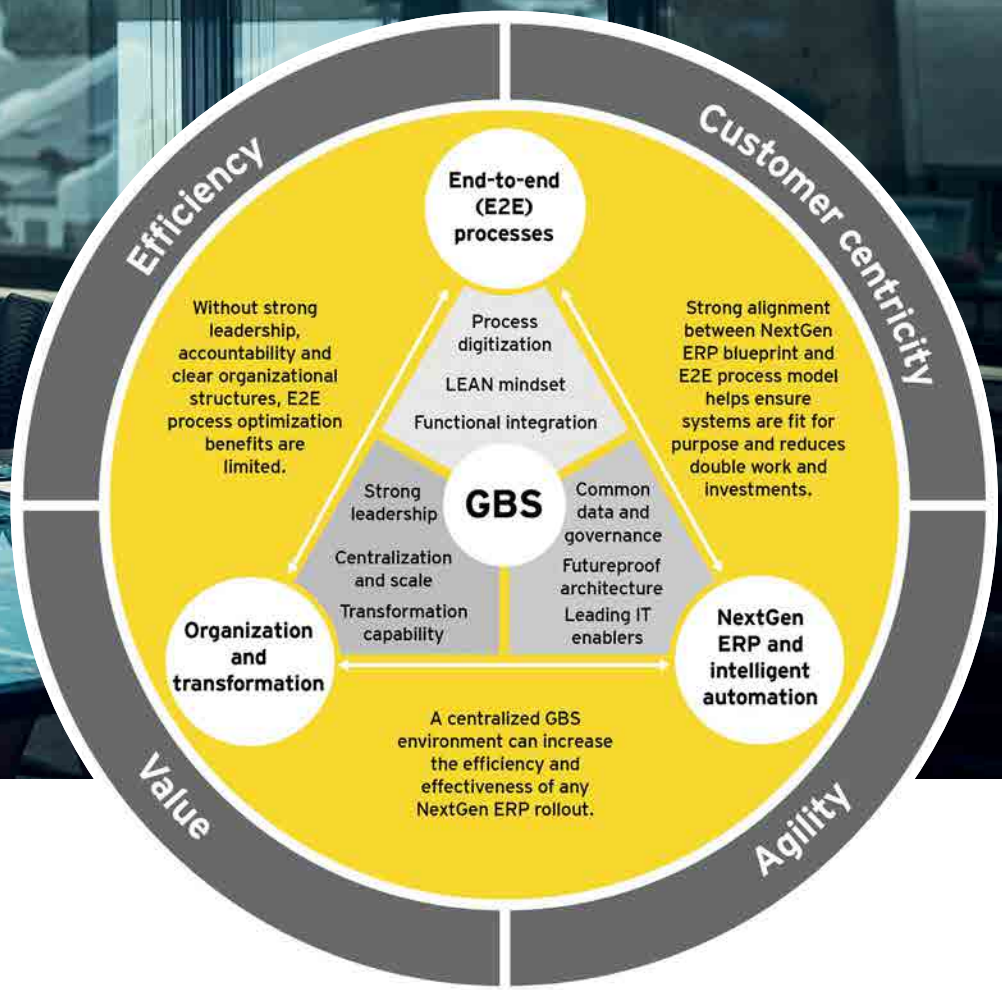 Efficiency
Customer centricity
End-to-end
(E2E)
processes
Without strong
leadership,
accountability and
clear organizational
structures, E2E
process optimization
benefits are
limited.
Process
digitization
LEAN mindset
Functional integration
Strong alignment
between NextGen
ERP blueprint and
E2E process model
helps ensure
systems are fit for
purpose and reduces
double work and
investments.
Strong
leadership
Centralization
and scale
Transformation
capability
GBS
Common
data and
governance
Futureproof
architecture
Leading IT
enablers
Organization
and
transformation
NextGen
ERP and
intelligent
automation
A centralized GBS
environment can increase
the efficiency and
effectiveness of any
NextGen ERP rollout.
Value
Agility